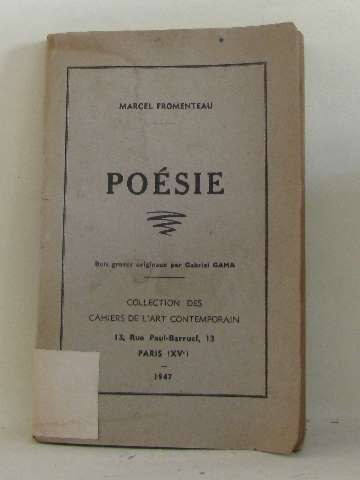 MARCEL FROMENTEAU
POÉSIE
Bois gravés originaux par Gabriel GAMA
COLLECTION DES
CAHIERS DE L'ART CONTEMPORAIN
13, Rue Paul-Barruel, 13
PARIS (XVᵉ)
1947